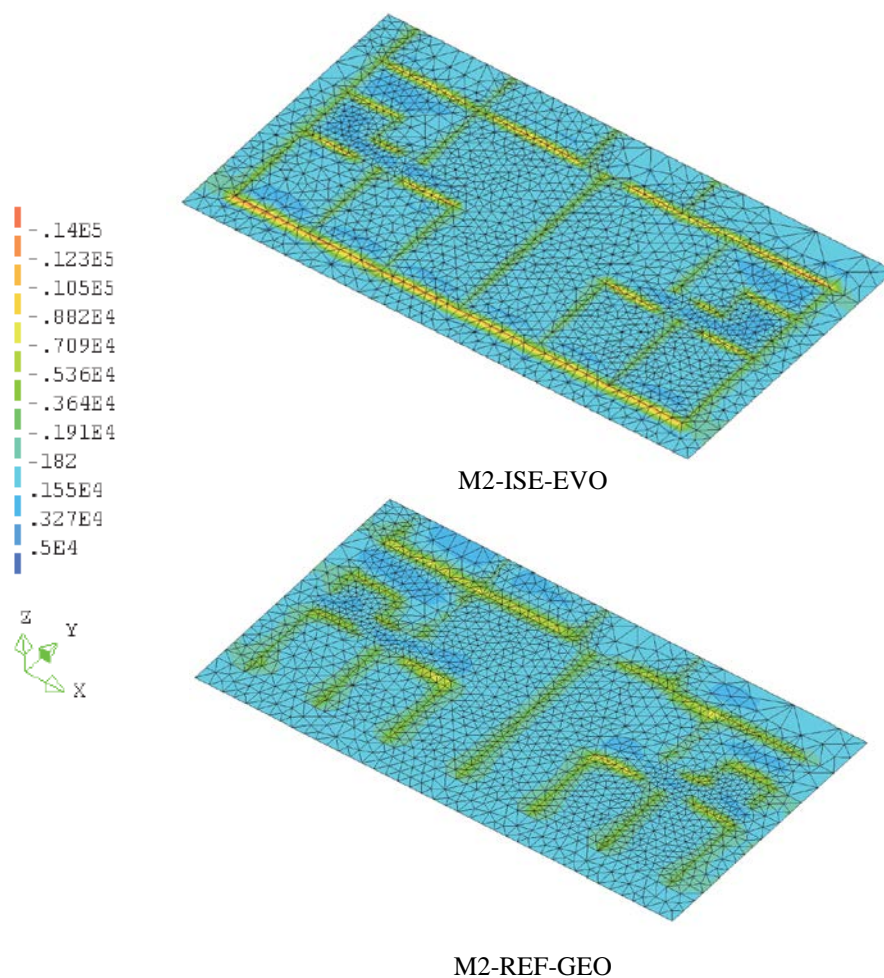 -.14E5
-.123E5
-.105E5
-.882E4
-.709E4
-.536E4
-.364E4
-.191E4
-182
.155E4
.327E4
.5E4
Z
Y
X
M2-ISE-EVO
M2-REF-GEO